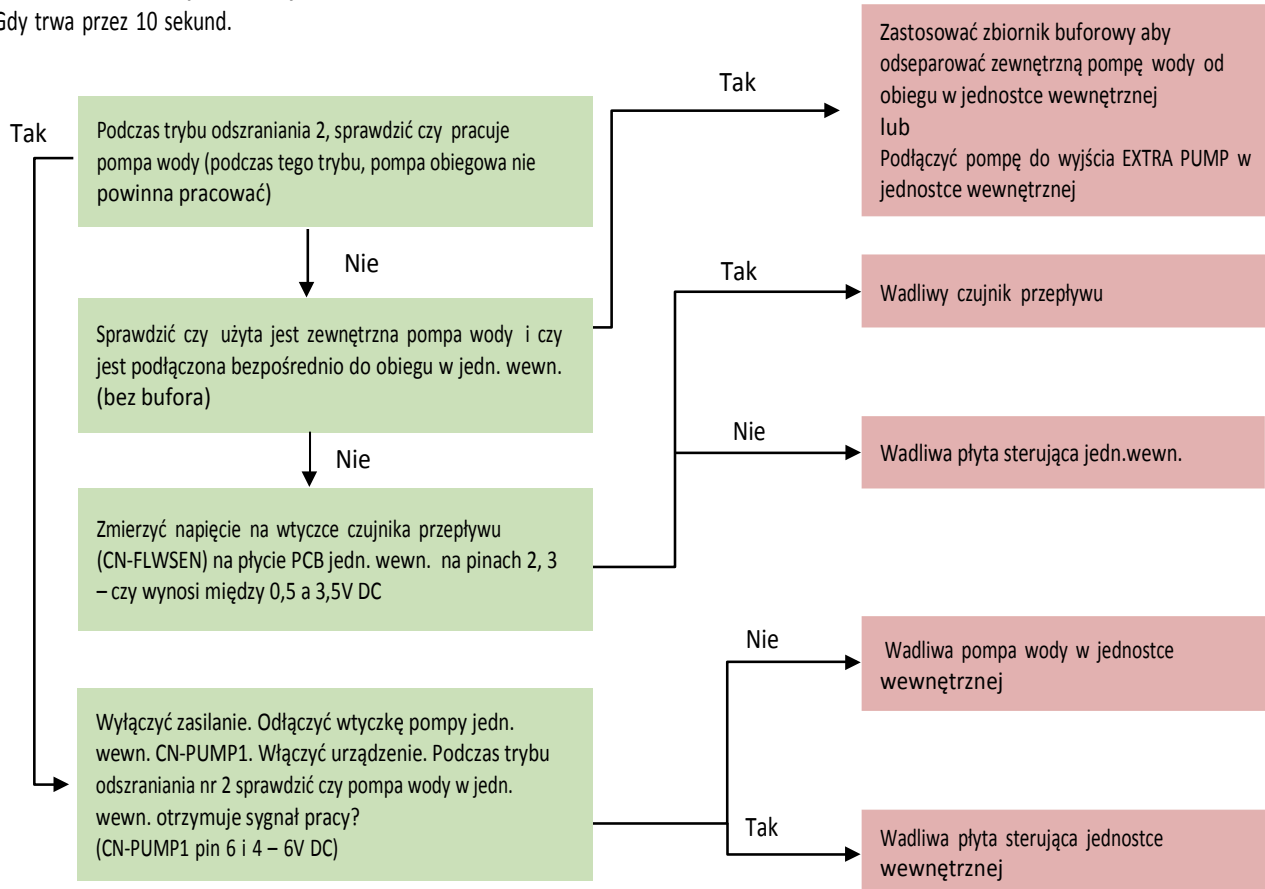 Gdy trwa przez 10 sekund.
Tak
Podczas trybu odszraniania 2, sprawdzić czy pracuje
pompa wody (podczas tego trybu, pompa obiegowa nie
powinna pracować)
Nie
Sprawdzić czy użyta jest zewnętrzna pompa wody i czy
jest podłączona bezpośrednio do obiegu w jedn. wewn.
(bez bufora)
Tak
Zastosować zbiornik buforowy aby
odseparować zewnętrzną pompę wody od
obiegu w jednostce wewnętrznej
lub
Podłączyć pompę do wyjścia EXTRA PUMP w
jednostce wewnętrznej
Nie
Zmierzyć napięcie na wtyczce czujnika przepływu
(CN-FLWSEN) na płycie PCB jedn. wewn. na pinach 2, 3
– czy wynosi między 0,5 a 3,5V DC
Tak
Wadliwy czujnik przepływu
Nie
Wadliwa płyta sterująca jedn.wewn.
Wyłączyć zasilanie. Odłączyć wtyczkę pompy jedn.
wewn. CN-PUMP1. Włączyć urządzenie. Podczas trybu
odszraniania nr 2 sprawdzić czy pompa wody w jedn.
wewn. otrzymuje sygnał pracy?
(CN-PUMP1 pin 6 i 4 – 6V DC)
Nie
Wadliwa pompa wody w jednostce
wewnętrznej
Tak
Wadliwa płyta sterująca jednostce
wewnętrznej